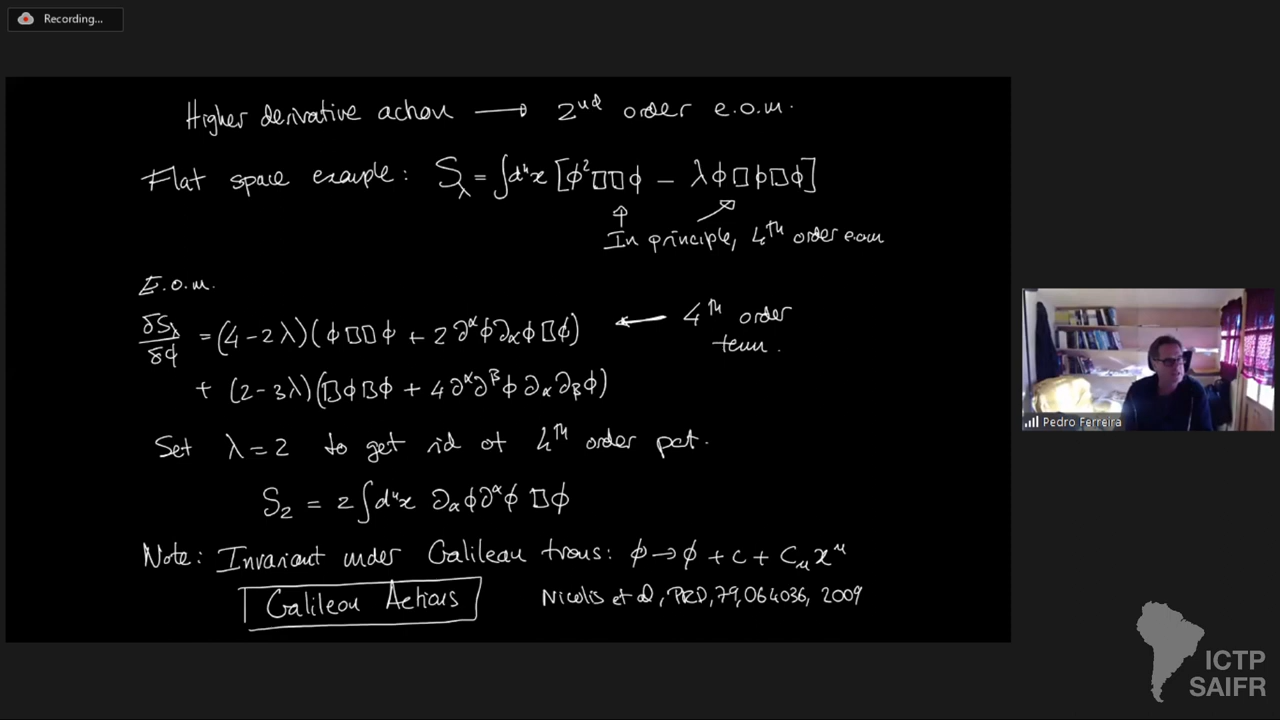 Recording...
Higher derivative action ⟶ 2nd order e.o.m.
Flat space example: S_λ = ∫d⁴x [ϕ²□□ϕ − λϕ□ϕ□ϕ]
In principle, 4th order eom
E.o.m.
δS_λ/δϕ = (4−2λ)(ϕ□□ϕ + 2∂^αϕ∂_αϕ□ϕ) ⟵ 4th order
term.
+ (2−3λ)(□ϕ□ϕ + 4∂^α∂^βϕ∂_α∂_βϕ)
Set λ=2 to get rid of 4th order pct.
S₂ = 2∫d⁴x ∂_αϕ∂^αϕ □ϕ
Pedro Ferreira
Note: Invariant under Galilean trans: ϕ→ϕ + c + C_μx^μ
Galileon Actions
Nicolis et al, PRD, 79, 064036, 2009
ICTP
SAIFR